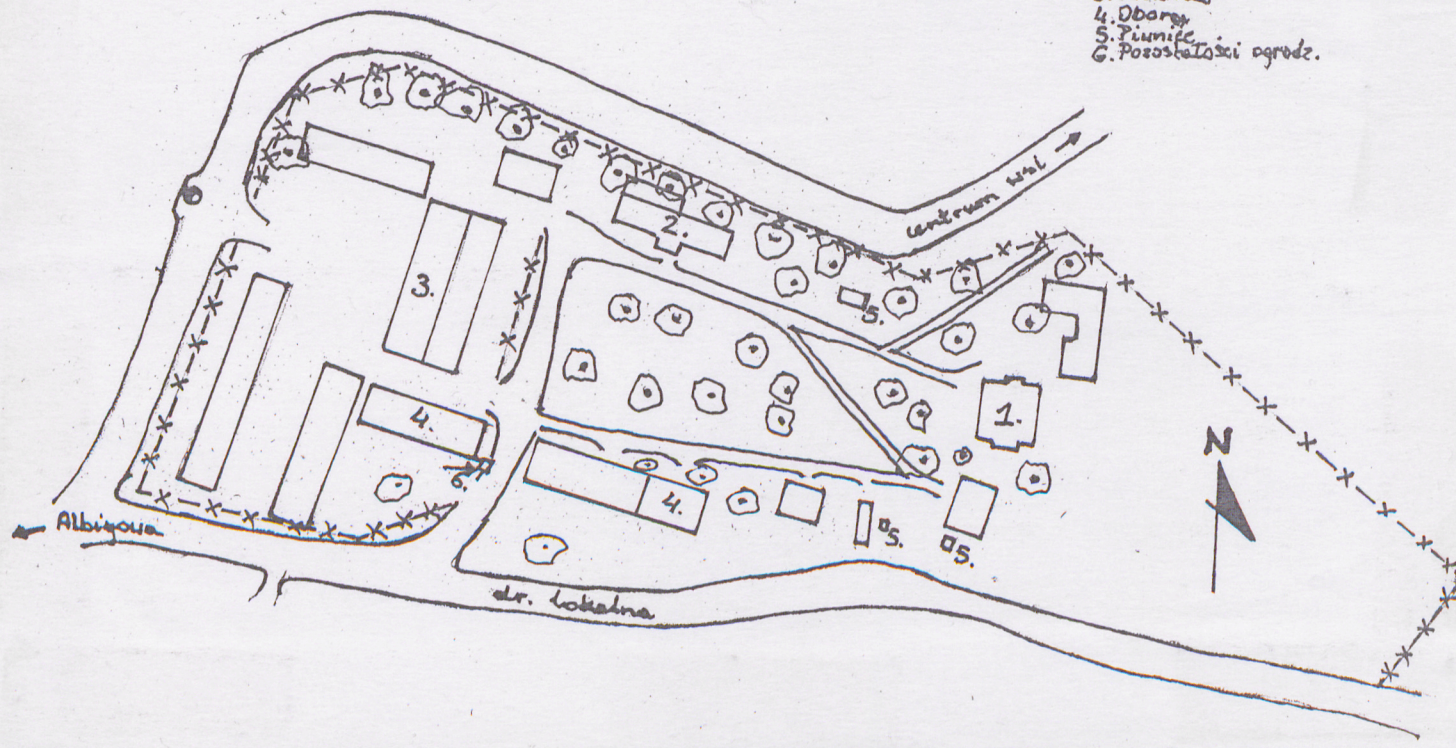 4. Obory
5. Piwnice
6. Pozostałości ogrodz.
centrum wsi
2.
5.
3.
1.
4.
N
6.
4.
5.
5.
Albigowa
dr. lokalna